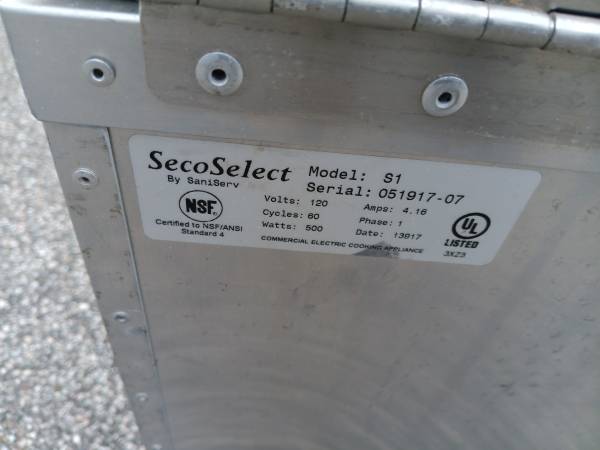 SecoSelect
By SaniServ
Model: S1
Serial: 051917-07
NSF
Certified to NSF/ANSI
Standard 4
Volts: 120
Amps: 4.16
Cycles: 60
Phase: 1
Watts: 500
Date: 13917
COMMERCIAL ELECTRIC COOKING APPLIANCE
UL
LISTED
3XZ3